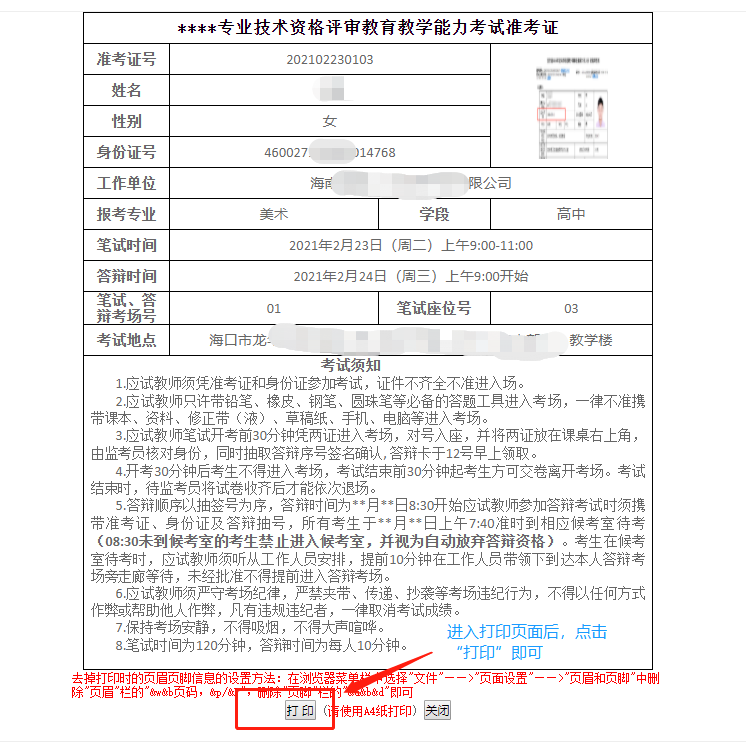 ****专业技术资格评审教育教学能力考试准考证
准考证号 202102230103
姓名
性别 女
身份证号 460027 014768
工作单位 海南 限公司
报考专业 美术 学段 高中
笔试时间 2021年2月23日（周二）上午9:00-11:00
答辩时间 2021年2月24日（周三）上午9:00开始
笔试、答
辩考场号 01 笔试座位号 03
考试地点 海口市龙 教学楼
考试须知
1.应试教师须凭准考证和身份证参加考试，证件不齐全不准进入场。
2.应试教师只许带铅笔、橡皮、钢笔、圆珠笔等必备的答题工具进入考场，一律不准携
带课本、资料、修正带（液）、草稿纸、手机、电脑等进入考场。
3.应试教师笔试开考前30分钟凭两证进入考场，对号入座，并将两证放在课桌右上角，
由监考员核对身份，同时抽取答辩序号签名确认,答辩卡于12号早上领取。
4.开考30分钟后考生不得进入考场，考试结束前30分钟起考生方可交卷离开考场。考试
结束时，待监考员将试卷收齐后才能依次退场。
5.答辩顺序以抽签号为序，答辩时间为**月**日8:30开始应试教师参加答辩考试时须携
带准考证、身份证及答辩抽号，所有考生于**月**日上午7:40准时到相应候考室待考
（08:30未到候考室的考生禁止进入候考室，并视为自动放弃答辩资格）。考生在候考
室待考时，应试教师须听从工作人员安排，提前10分钟在工作人员带领下到达本人答辩考
场旁走廊等待，未经批准不得提前进入答辩考场。
6.应试教师须严守考场纪律，严禁夹带、传递、抄袭等考场违纪行为，不得以任何方式
作弊或帮助他人作弊，凡有违规违纪者，一律取消考试成绩。
7.保持考场安静，不得吸烟，不得大声喧哗。
8.笔试时间为120分钟，答辩时间为每人10分钟。
进入打印页面后，点击
“打印”即可
去掉打印时的页眉页脚信息的设置方法：在浏览器菜单栏中选择"文件"－－>"页面设置"－－>"页眉和页脚"中删
除"页眉"栏的"&w&b页码，&p/& "，删除"页脚"栏的" &b&d"即可
打 印 （请使用A4纸打印） 关闭